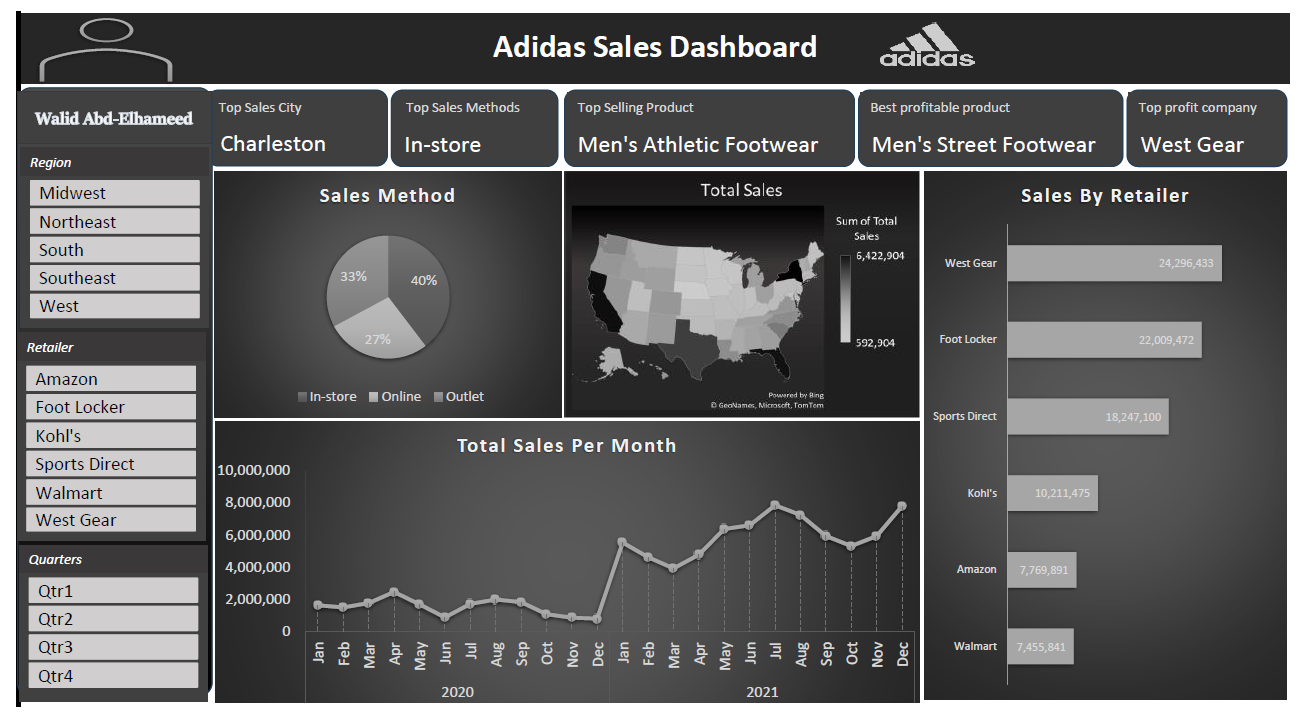 Adidas Sales Dashboard
adidas
Walid Abd-Elhameed
Top Sales City
Charleston
Top Sales Methods
In-store
Top Selling Product
Men's Athletic Footwear
Best profitable product
Men's Street Footwear
Top profit company
West Gear
Region
Midwest
Northeast
South
Southeast
West
Retailer
Amazon
Foot Locker
Kohl's
Sports Direct
Walmart
West Gear
Quarters
Qtr1
Qtr2
Qtr3
Qtr4
Sales Method
33%
40%
27%
In-store Online Outlet
Total Sales
Sum of Total
Sales
6,422,904
592,904
Powered by Bing
© GeoNames, Microsoft, TomTom
Total Sales Per Month
10,000,000
8,000,000
6,000,000
4,000,000
2,000,000
0
Jan Feb Mar Apr May Jun Jul Aug Sep Oct Nov Dec Jan Feb Mar Apr May Jun Jul Aug Sep Oct Nov Dec
2020 2021
Sales By Retailer
West Gear 24,296,433
Foot Locker 22,009,472
Sports Direct 18,247,100
Kohl's 10,211,475
Amazon 7,769,891
Walmart 7,455,841